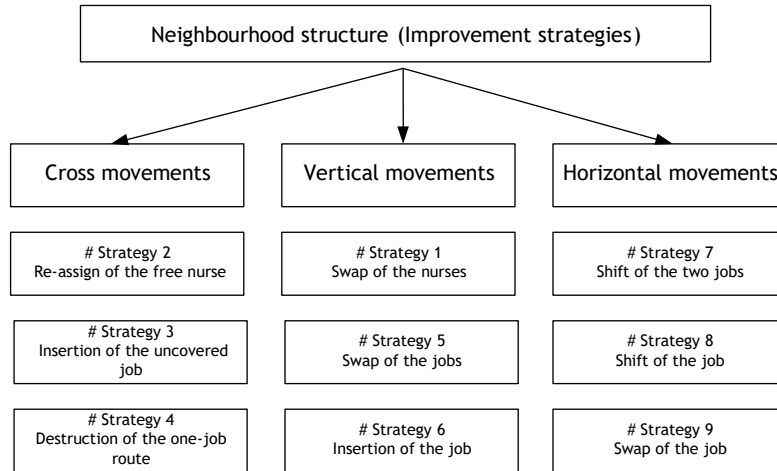 Neighbourhood structure (Improvement strategies)
Cross movements
Vertical movements
Horizontal movements
# Strategy 2
Re-assign of the free nurse
# Strategy 1
Swap of the nurses
# Strategy 7
Shift of the two jobs
# Strategy 3
Insertion of the uncovered
job
# Strategy 5
Swap of the jobs
# Strategy 8
Shift of the job
# Strategy 4
Destruction of the one-job
route
# Strategy 6
Insertion of the job
# Strategy 9
Swap of the job